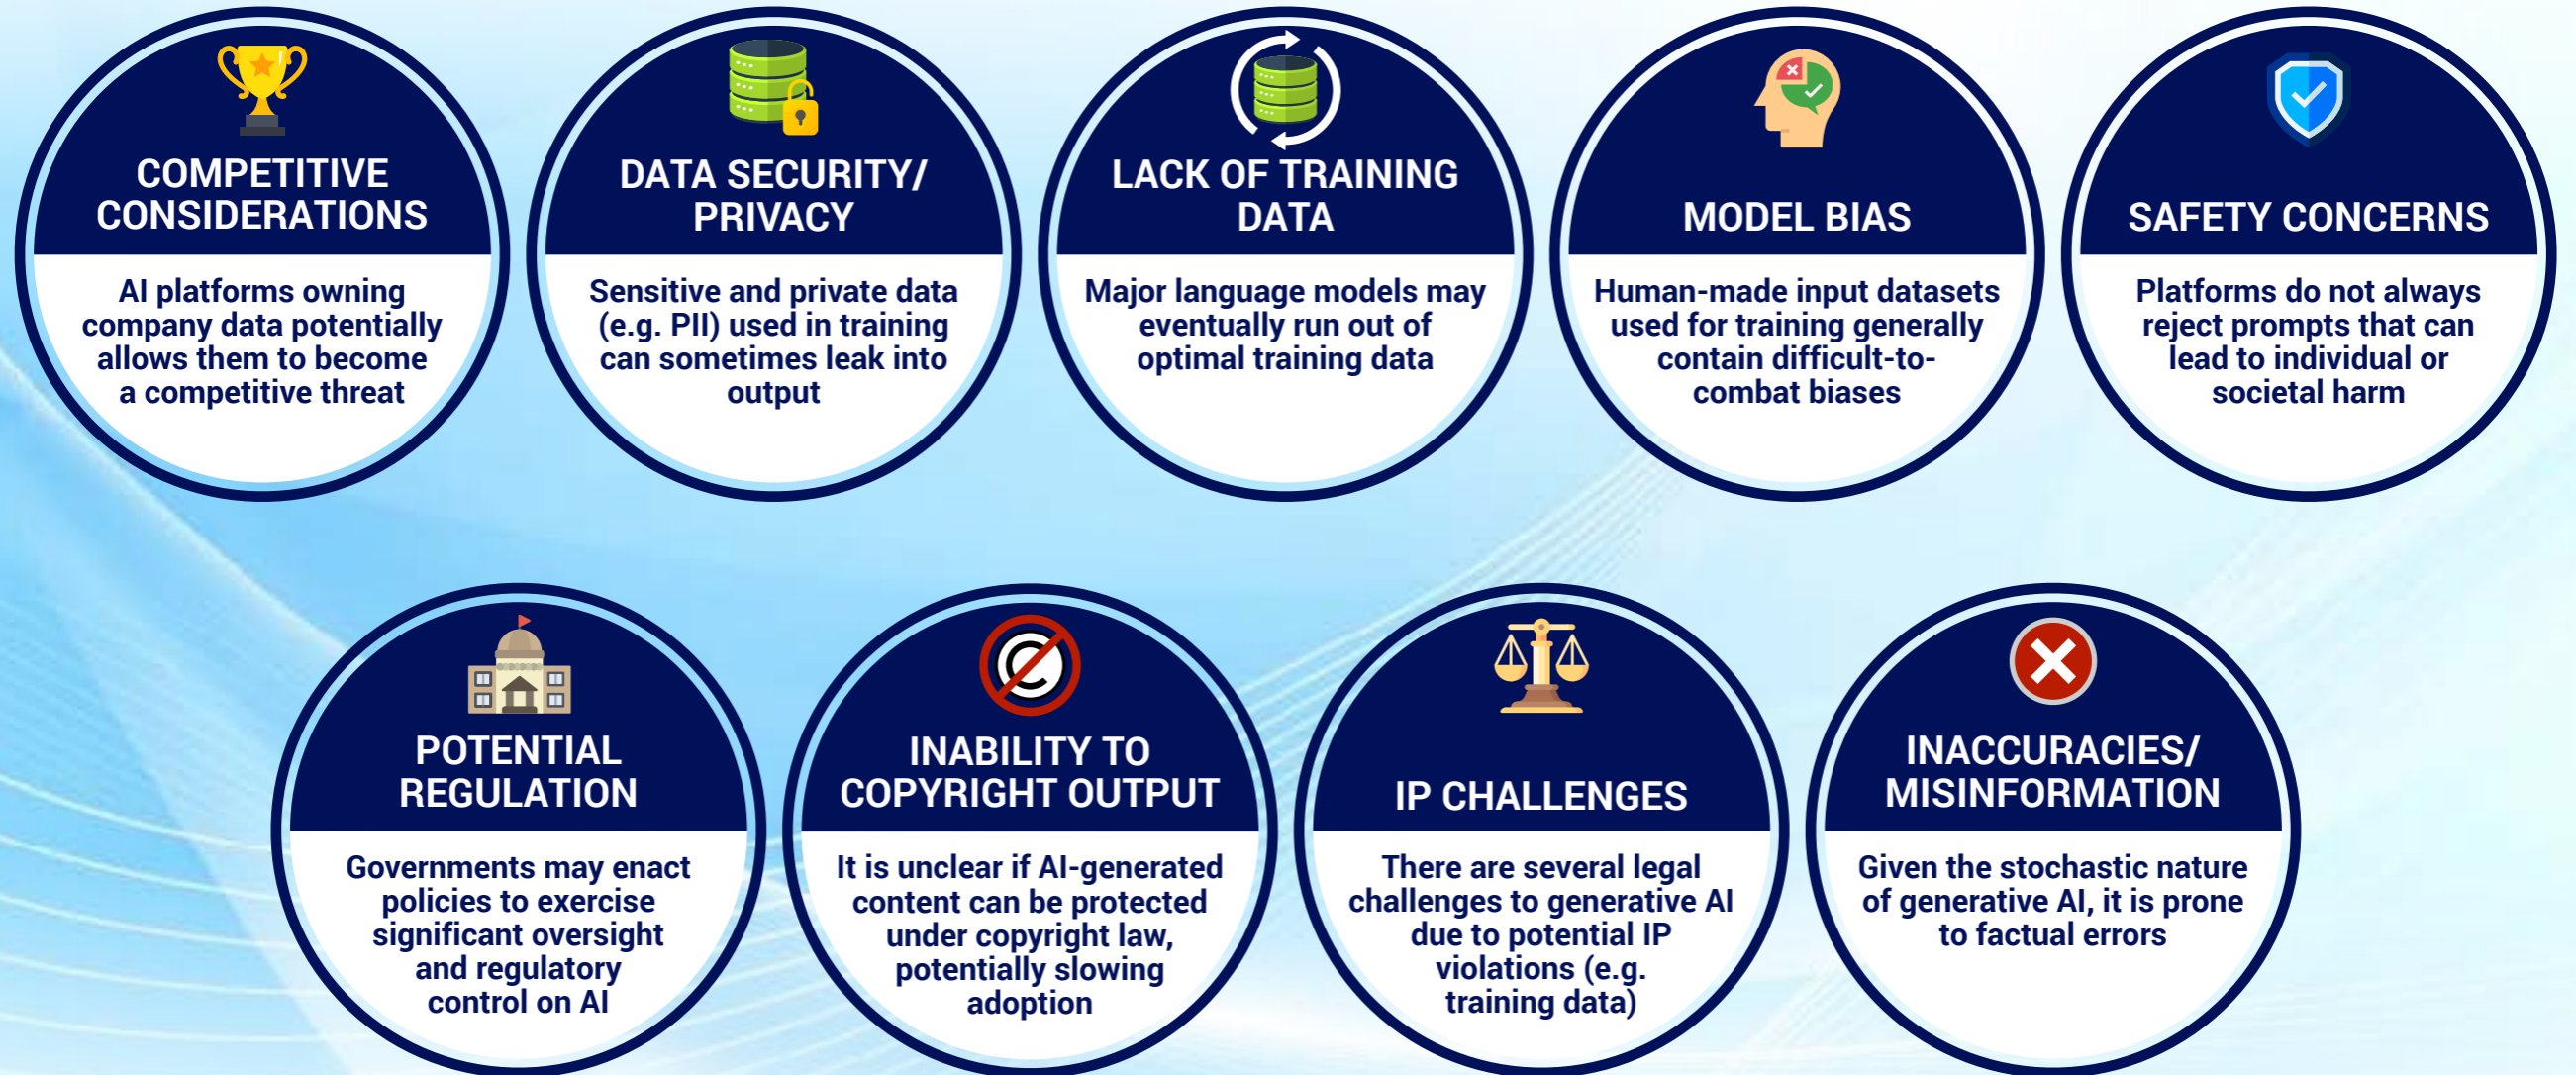 COMPETITIVE
CONSIDERATIONS
AI platforms owning
company data potentially
allows them to become
a competitive threat
DATA SECURITY/
PRIVACY
Sensitive and private data
(e.g. PII) used in training
can sometimes leak into
output
LACK OF TRAINING
DATA
Major language models may
eventually run out of
optimal training data
MODEL BIAS
Human-made input datasets
used for training generally
contain difficult-to-
combat biases
SAFETY CONCERNS
Platforms do not always
reject prompts that can
lead to individual or
societal harm
POTENTIAL
REGULATION
Governments may enact
policies to exercise
significant oversight
and regulatory
control on AI
INABILITY TO
COPYRIGHT OUTPUT
It is unclear if AI-generated
content can be protected
under copyright law,
potentially slowing
adoption
IP CHALLENGES
There are several legal
challenges to generative AI
due to potential IP
violations (e.g.
training data)
INACCURACIES/
MISINFORMATION
Given the stochastic nature
of generative AI, it is prone
to factual errors